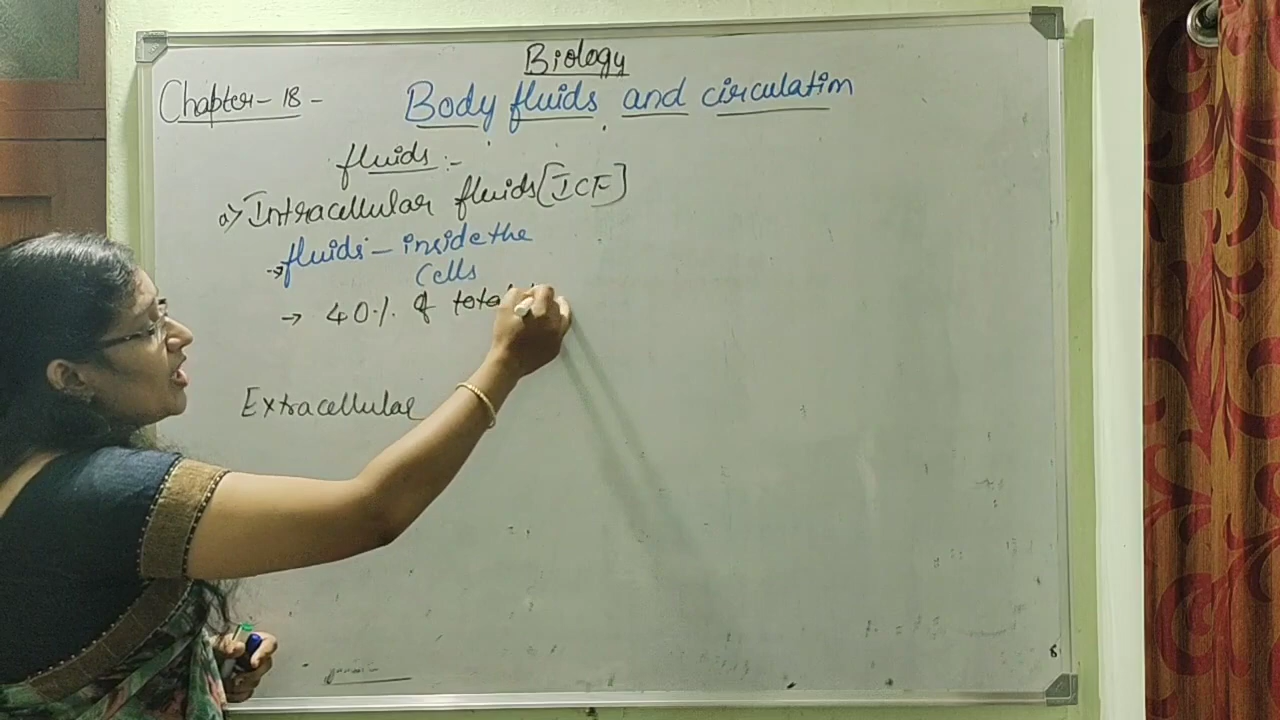 Biology
Chapter - 18 -
Body fluids and circulation
fluids :-
a> Intracellular fluids [ICF]
→ fluids - inside the
cells
→ 40% of total
Extracellular